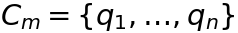 C_m = {q_1, ..., q_n}